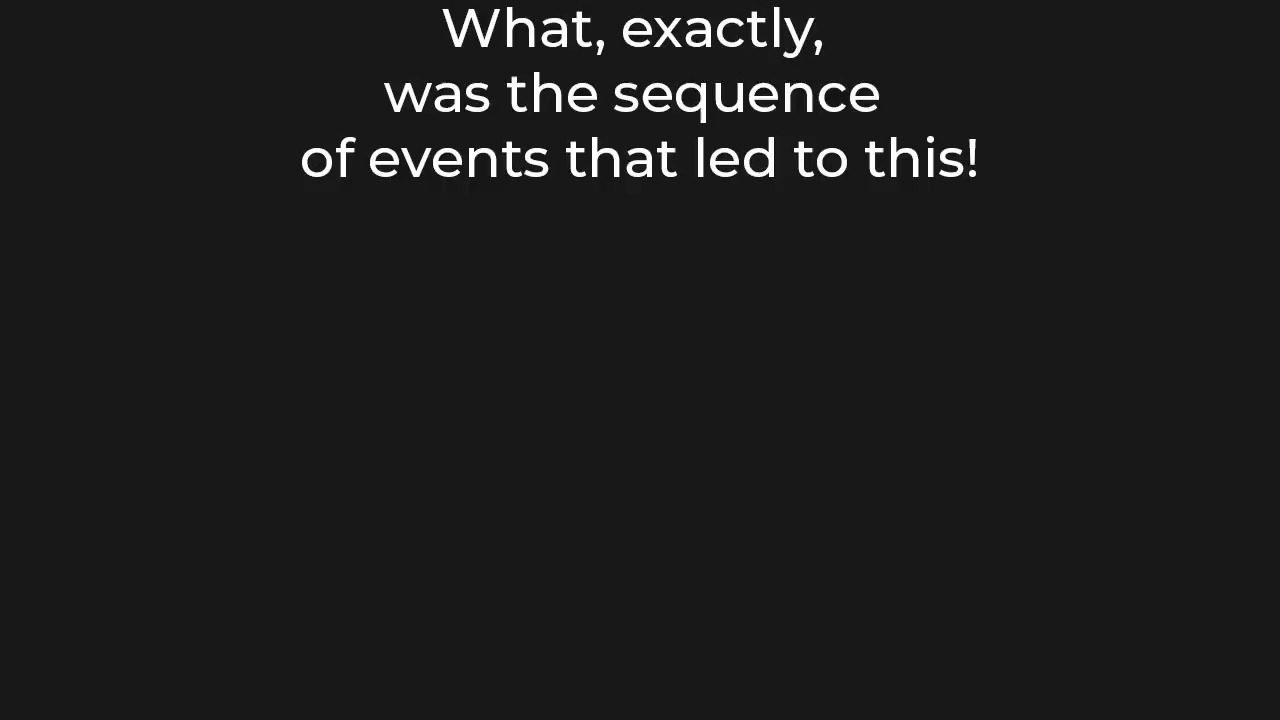 What, exactly,
was the sequence
of events that led to this!